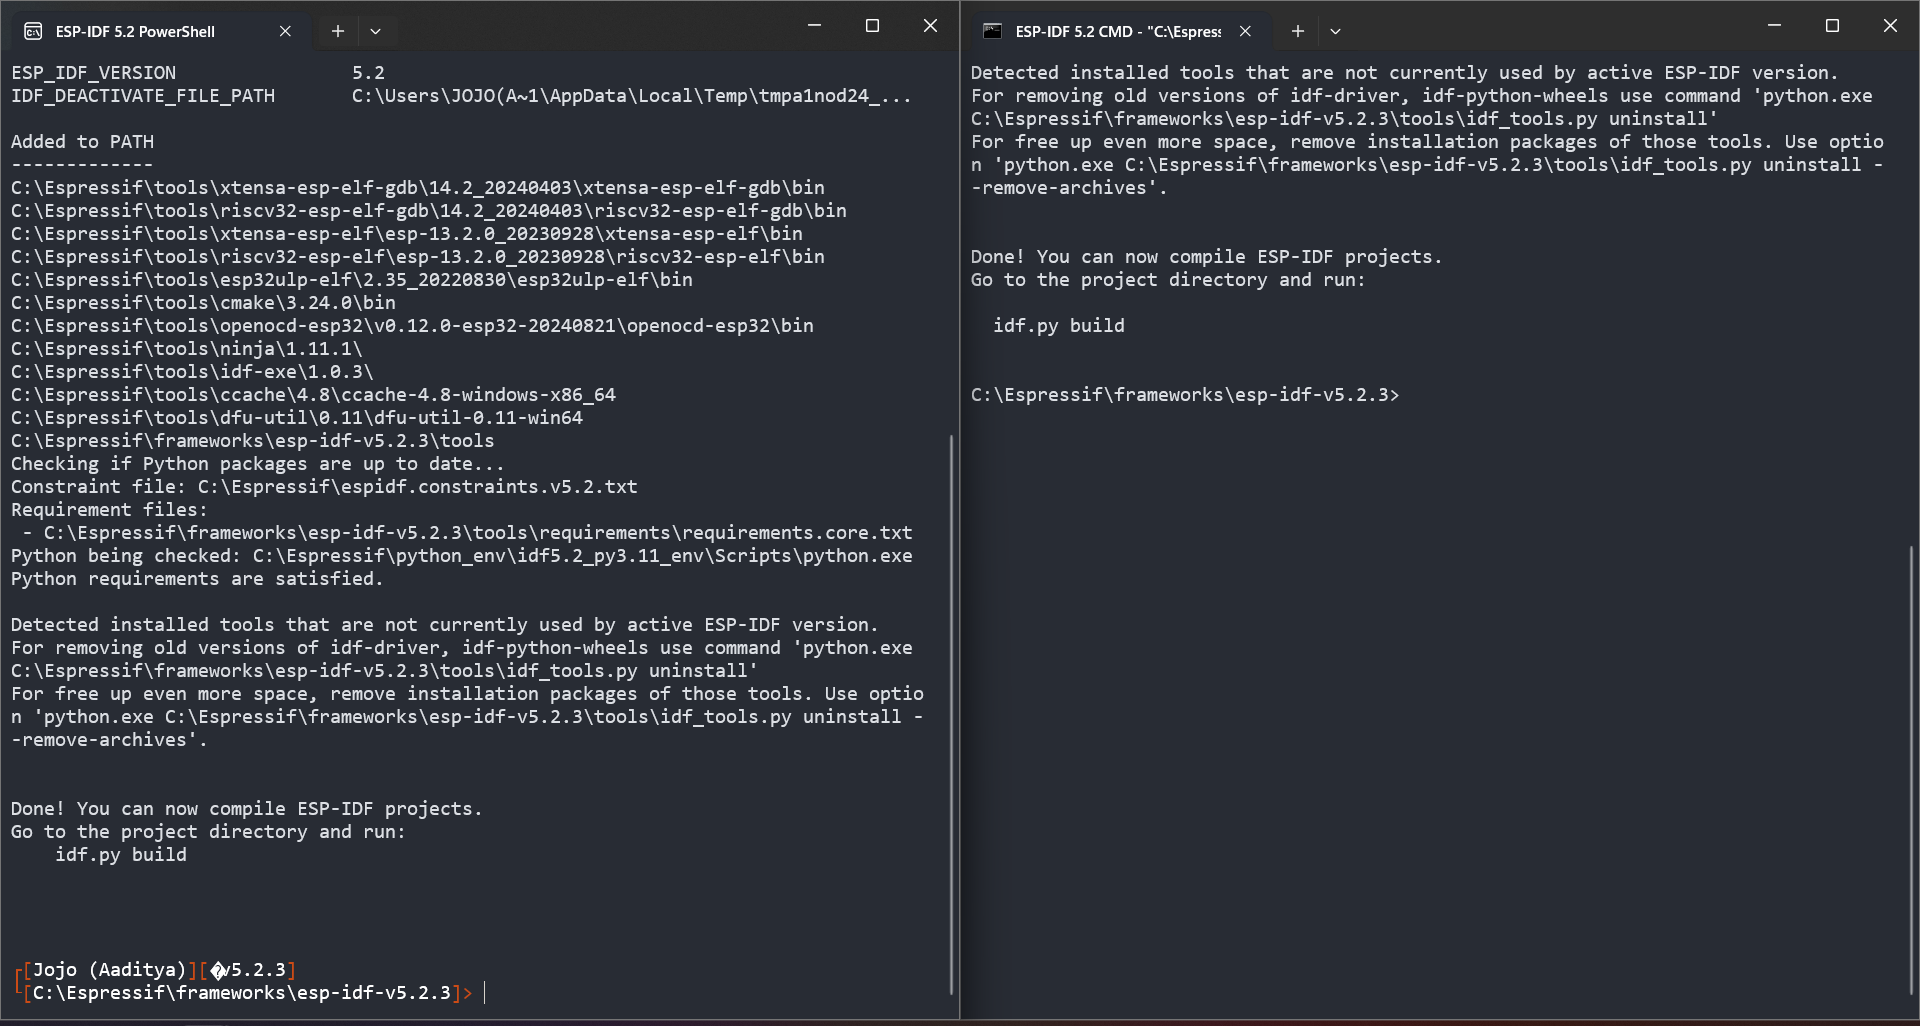 ESP-IDF 5.2 PowerShell
ESP_IDF_VERSION                5.2
IDF_DEACTIVATE_FILE_PATH       C:\Users\JOJO(A~1\AppData\Local\Temp\tmpa1nod24_...
Added to PATH
-------------
C:\Espressif\tools\xtensa-esp-elf-gdb\14.2_20240403\xtensa-esp-elf-gdb\bin
C:\Espressif\tools\riscv32-esp-elf-gdb\14.2_20240403\riscv32-esp-elf-gdb\bin
C:\Espressif\tools\xtensa-esp-elf\esp-13.2.0_20230928\xtensa-esp-elf\bin
C:\Espressif\tools\riscv32-esp-elf\esp-13.2.0_20230928\riscv32-esp-elf\bin
C:\Espressif\tools\esp32ulp-elf\2.35_20220830\esp32ulp-elf\bin
C:\Espressif\tools\cmake\3.24.0\bin
C:\Espressif\tools\openocd-esp32\v0.12.0-esp32-20240821\openocd-esp32\bin
C:\Espressif\tools\ninja\1.11.1\
C:\Espressif\tools\idf-exe\1.0.3\
C:\Espressif\tools\ccache\4.8\ccache-4.8-windows-x86_64
C:\Espressif\tools\dfu-util\0.11\dfu-util-0.11-win64
C:\Espressif\frameworks\esp-idf-v5.2.3\tools
Checking if Python packages are up to date...
Constraint file: C:\Espressif\espidf.constraints.v5.2.txt
Requirement files:
 - C:\Espressif\frameworks\esp-idf-v5.2.3\tools\requirements\requirements.core.txt
Python being checked: C:\Espressif\python_env\idf5.2_py3.11_env\Scripts\python.exe
Python requirements are satisfied.
Detected installed tools that are not currently used by active ESP-IDF version.
For removing old versions of idf-driver, idf-python-wheels use command 'python.exe
C:\Espressif\frameworks\esp-idf-v5.2.3\tools\idf_tools.py uninstall'
For free up even more space, remove installation packages of those tools. Use optio
n 'python.exe C:\Espressif\frameworks\esp-idf-v5.2.3\tools\idf_tools.py uninstall -
-remove-archives'.
Done! You can now compile ESP-IDF projects.
Go to the project directory and run:
    idf.py build
┌[Jojo (Aaditya)][�v5.2.3]
└[C:\Espressif\frameworks\esp-idf-v5.2.3]>
ESP-IDF 5.2 CMD - "C:\Espress
Detected installed tools that are not currently used by active ESP-IDF version.
For removing old versions of idf-driver, idf-python-wheels use command 'python.exe
C:\Espressif\frameworks\esp-idf-v5.2.3\tools\idf_tools.py uninstall'
For free up even more space, remove installation packages of those tools. Use optio
n 'python.exe C:\Espressif\frameworks\esp-idf-v5.2.3\tools\idf_tools.py uninstall -
-remove-archives'.
Done! You can now compile ESP-IDF projects.
Go to the project directory and run:
  idf.py build
C:\Espressif\frameworks\esp-idf-v5.2.3>